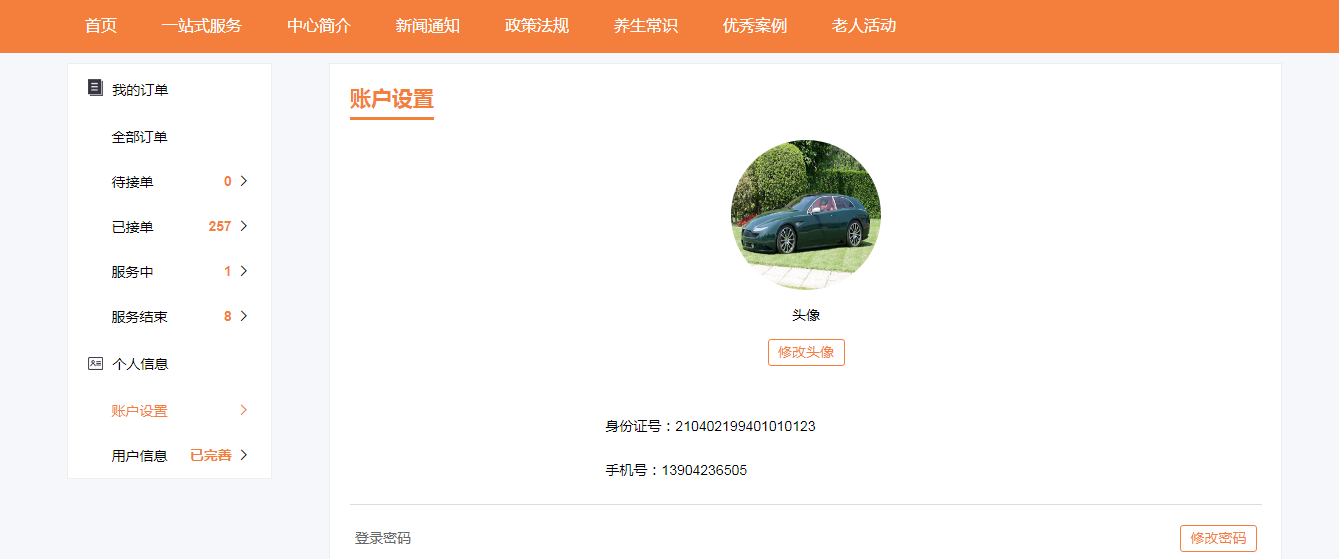 首页 一站式服务 中心简介 新闻通知 政策法规 养生常识 优秀案例 老人活动
我的订单
全部订单
待接单 0
已接单 257
服务中 1
服务结束 8
个人信息
账户设置
用户信息 已完善
账户设置
头像
修改头像
身份证号：210402199401010123
手机号：13904236505
登录密码 修改密码